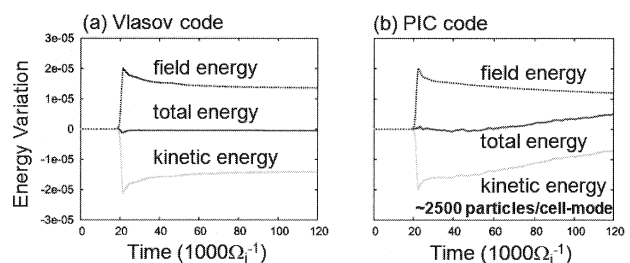 (a) Vlasov code
(b) PIC code
Energy Variation
3e-05
2e-05
1e-05
0
-1e-05
-2e-05
-3e-05
field energy
total energy
kinetic energy
0 20 40 60 80 100 120
Time (1000Ωi⁻¹)
field energy
total energy
kinetic energy
~2500 particles/cell-mode
0 20 40 60 80 100 120
Time (1000Ωi⁻¹)